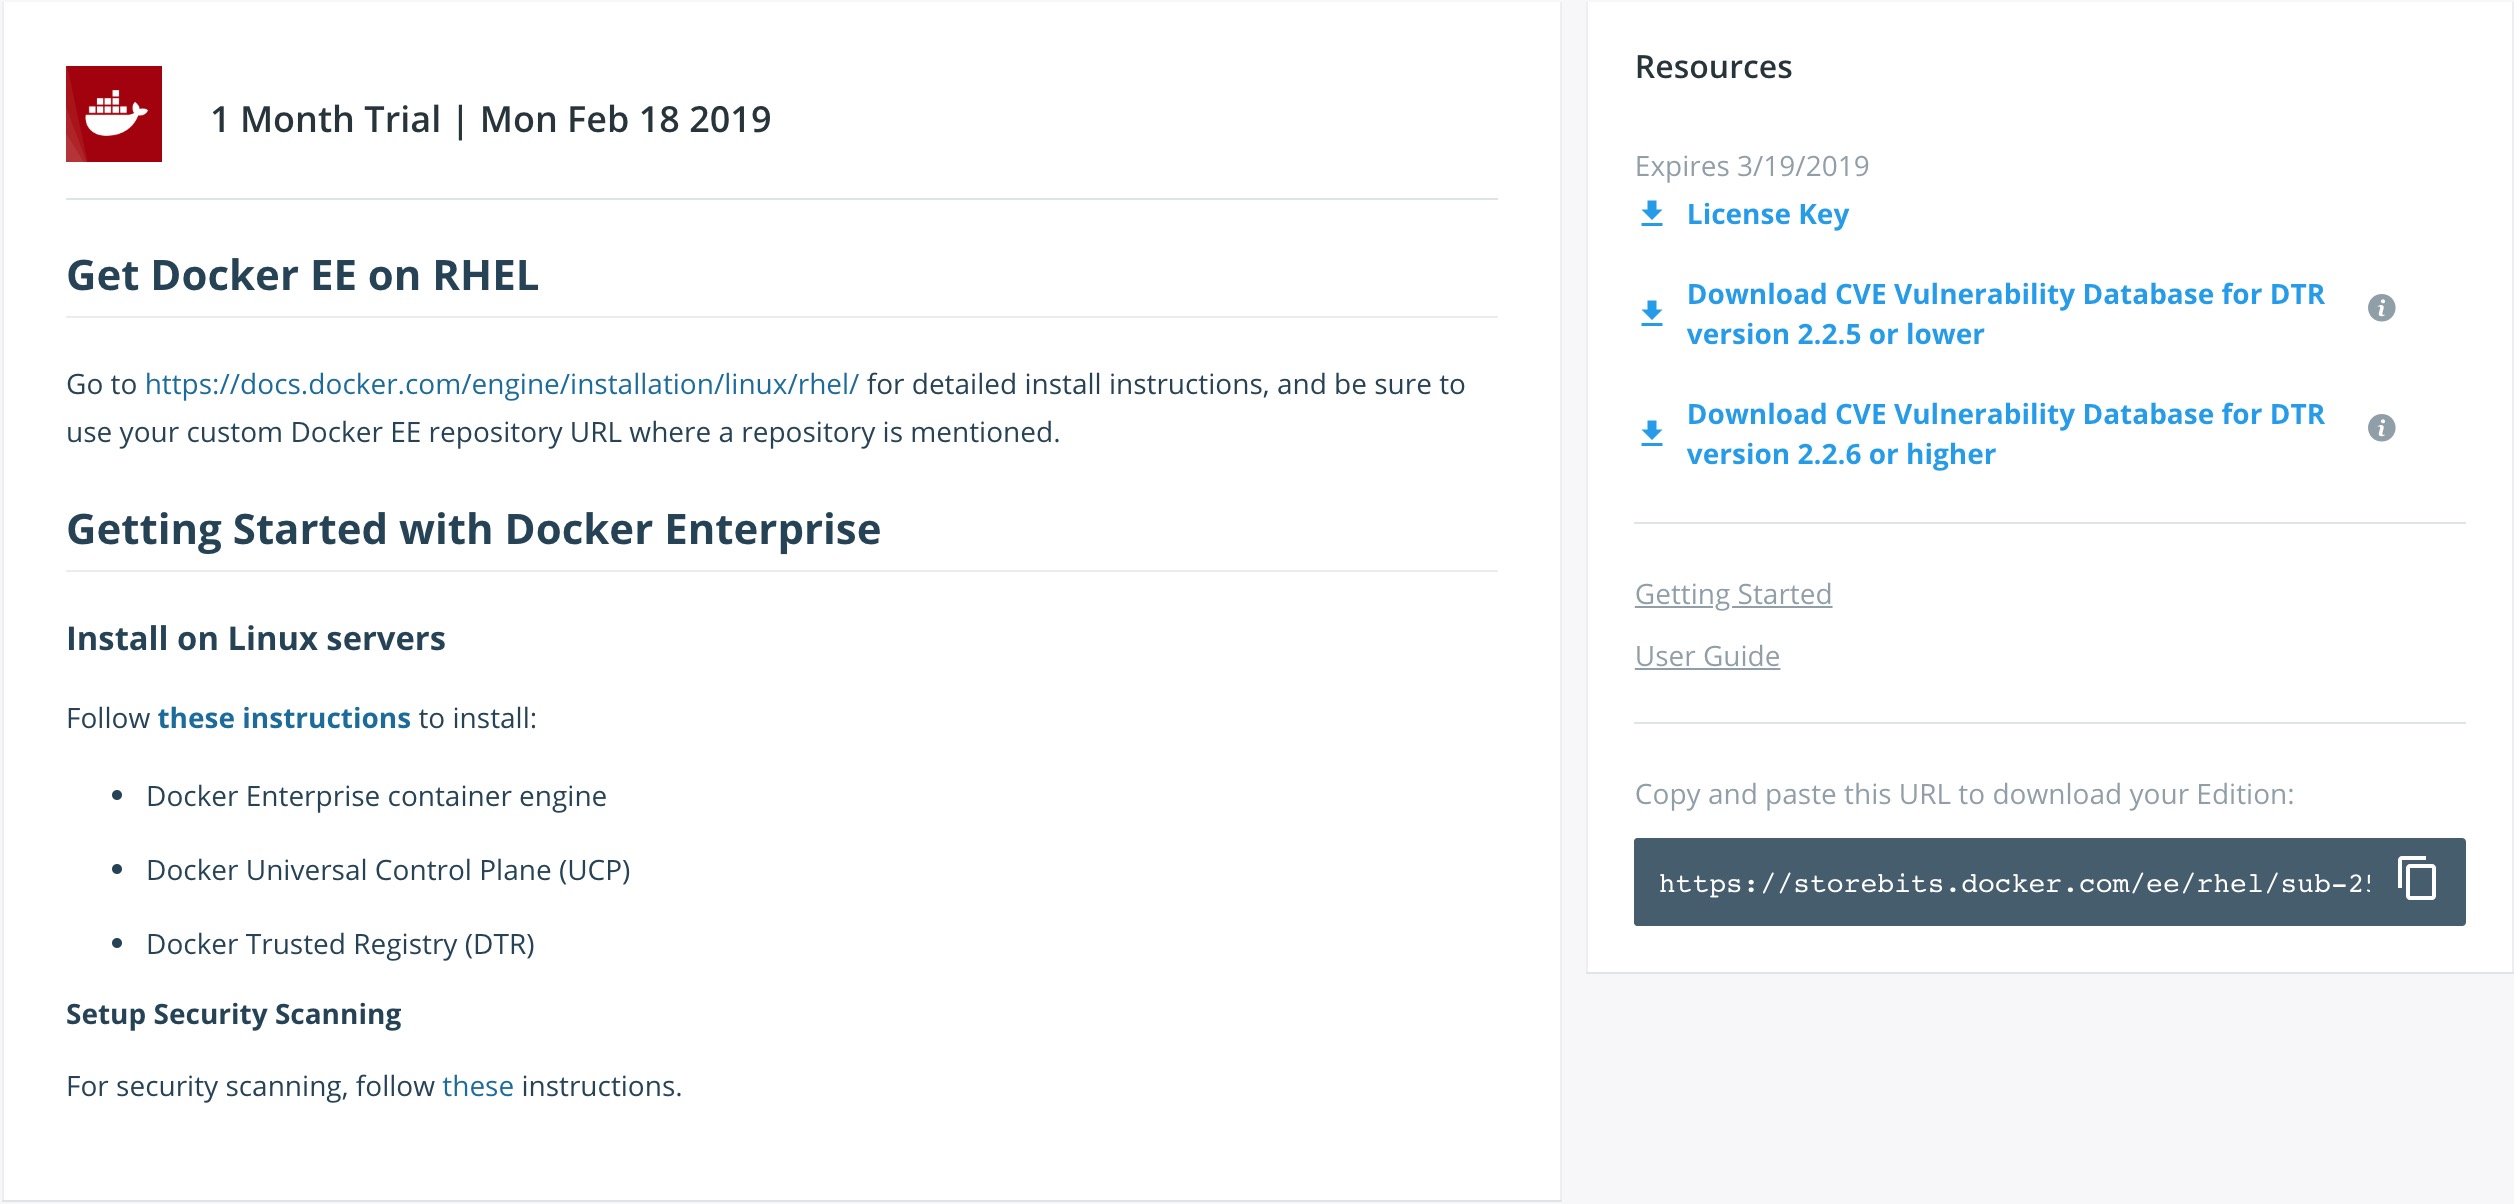 1 Month Trial | Mon Feb 18 2019
Get Docker EE on RHEL
Go to https://docs.docker.com/engine/installation/linux/rhel/ for detailed install instructions, and be sure to
use your custom Docker EE repository URL where a repository is mentioned.
Getting Started with Docker Enterprise
Install on Linux servers
Follow these instructions to install:
• Docker Enterprise container engine
• Docker Universal Control Plane (UCP)
• Docker Trusted Registry (DTR)
Setup Security Scanning
For security scanning, follow these instructions.
Resources
Expires 3/19/2019
License Key
Download CVE Vulnerability Database for DTR
version 2.2.5 or lower
Download CVE Vulnerability Database for DTR
version 2.2.6 or higher
Getting Started
User Guide
Copy and paste this URL to download your Edition:
https://storebits.docker.com/ee/rhel/sub-2